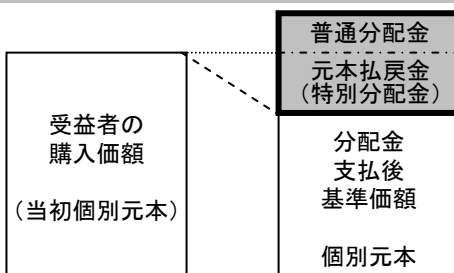 普通分配金
元本払戻金
（特別分配金）
受益者の
購入価額
（当初個別元本）
分配金
支払後
基準価額
個別元本